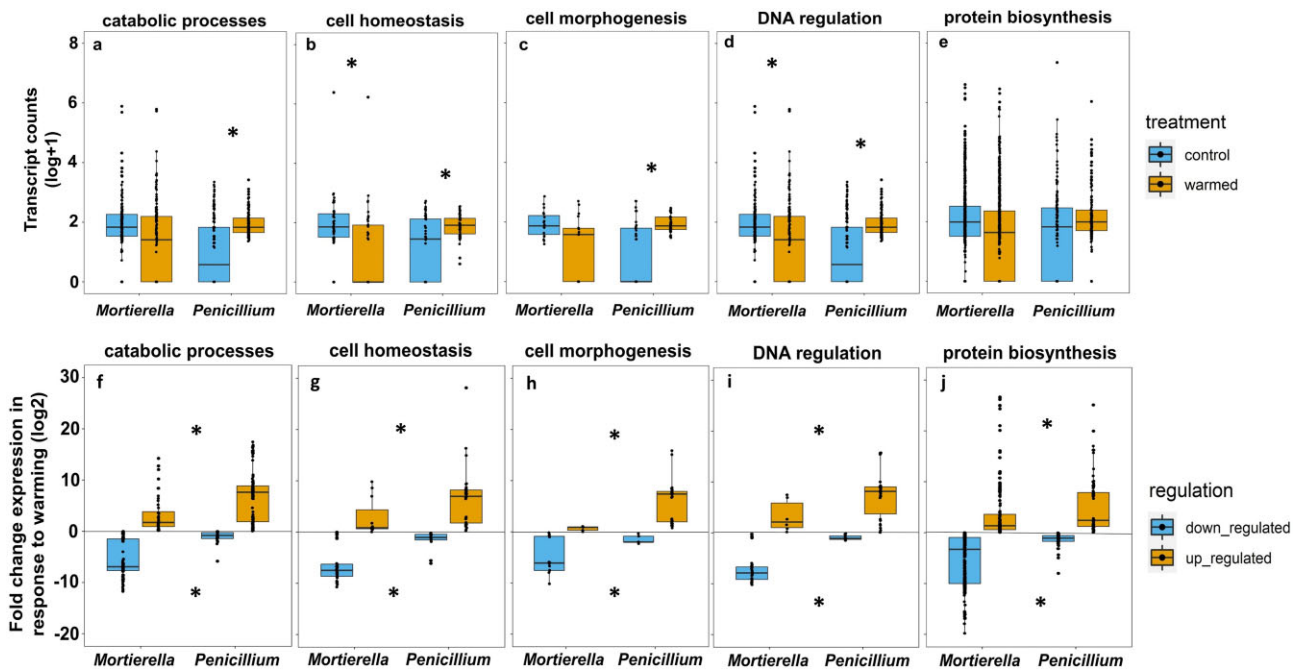 catabolic processes cell homeostasis cell morphogenesis DNA regulation protein biosynthesis
a b c d e
8
6
4
2
0
Transcript counts
(log+1)
* * * * * *
treatment
control
warmed
Mortierella Penicillium Mortierella Penicillium Mortierella Penicillium Mortierella Penicillium Mortierella Penicillium
catabolic processes cell homeostasis cell morphogenesis DNA regulation protein biosynthesis
f g h i j
30
20
10
0
-10
-20
Fold change expression in
response to warming (log2)
* * * * *
* * * * *
regulation
down_regulated
up_regulated
Mortierella Penicillium Mortierella Penicillium Mortierella Penicillium Mortierella Penicillium Mortierella Penicillium